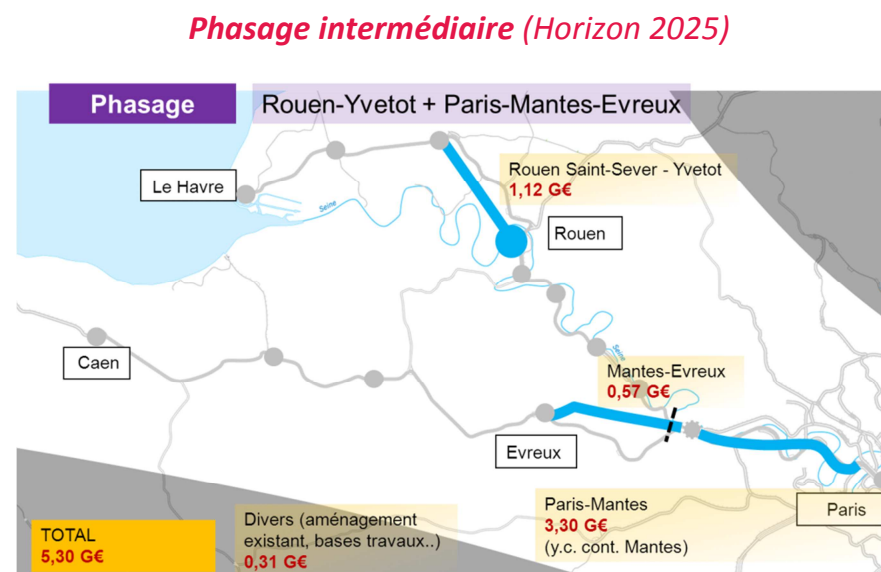 Phasage intermédiaire (Horizon 2025)
Phasage
Rouen-Yvetot + Paris-Mantes-Evreux
Rouen Saint-Sever - Yvetot
1,12 G€
Le Havre
Seine
Rouen
Caen
Seine
Mantes-Evreux
0,57 G€
Evreux
Paris-Mantes
3,30 G€
(y.c. cont. Mantes)
Paris
Divers (aménagement
existant, bases travaux..)
0,31 G€
TOTAL
5,30 G€